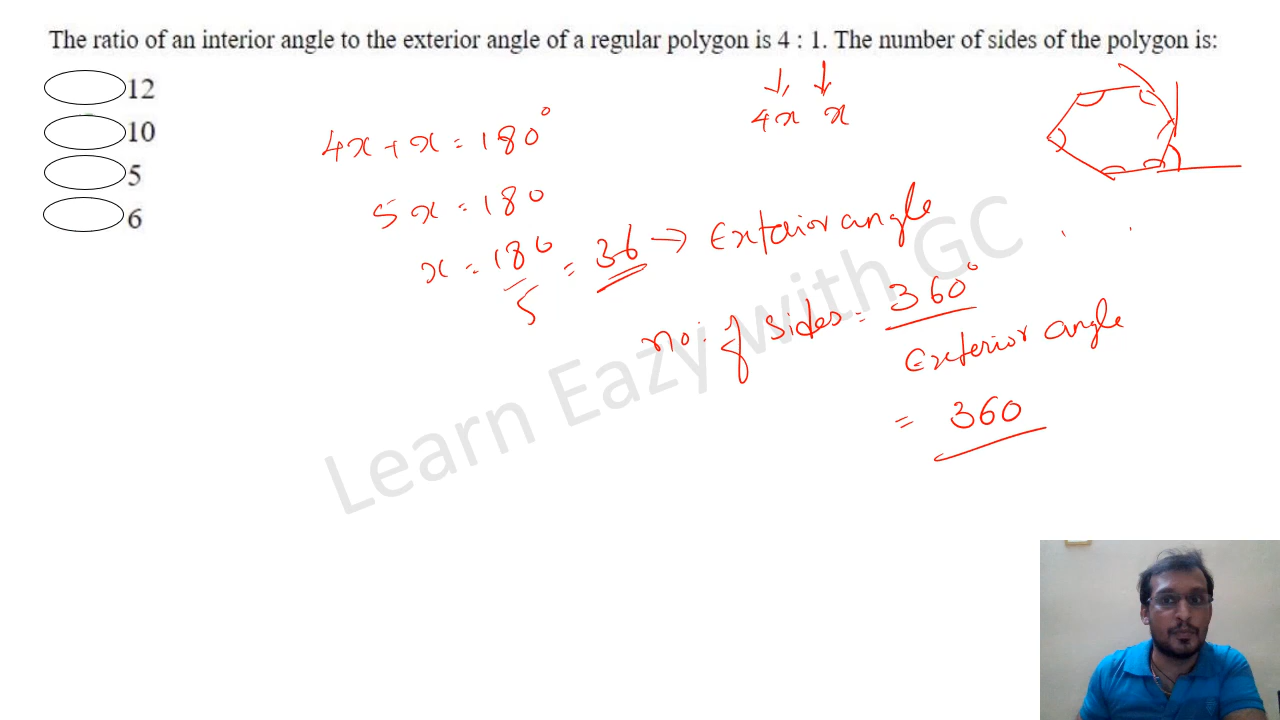 The ratio of an interior angle to the exterior angle of a regular polygon is 4 : 1. The number of sides of the polygon is:
12
10
5
6
4x x
4x + x = 180°
5x = 180
x = 180/5 = 36 → Exterior angle
no. of sides = 360°/Exterior angle
= 360
Learn Eazy with GC